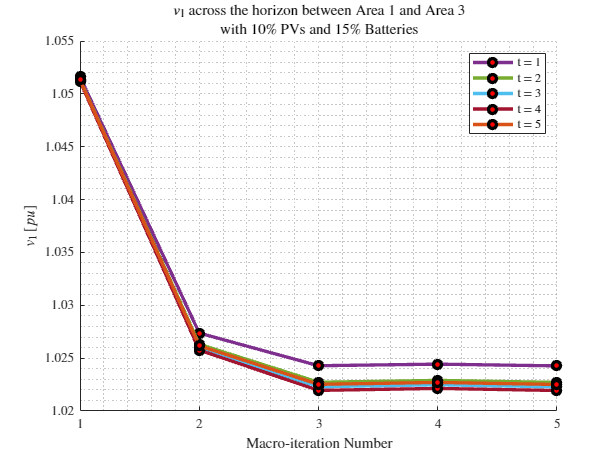 v1 across the horizon between Area 1 and Area 3
with 10% PVs and 15% Batteries
1.055
1.05
1.045
1.04
1.035
1.03
1.025
1.02
v1 [pu]
1
2
3
4
5
Macro-iteration Number
t = 1
t = 2
t = 3
t = 4
t = 5